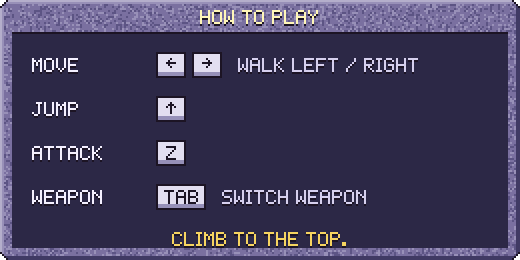 HOW TO PLAY
MOVE ← → WALK LEFT / RIGHT
JUMP ↑
ATTACK Z
WEAPON TAB SWITCH WEAPON
CLIMB TO THE TOP.